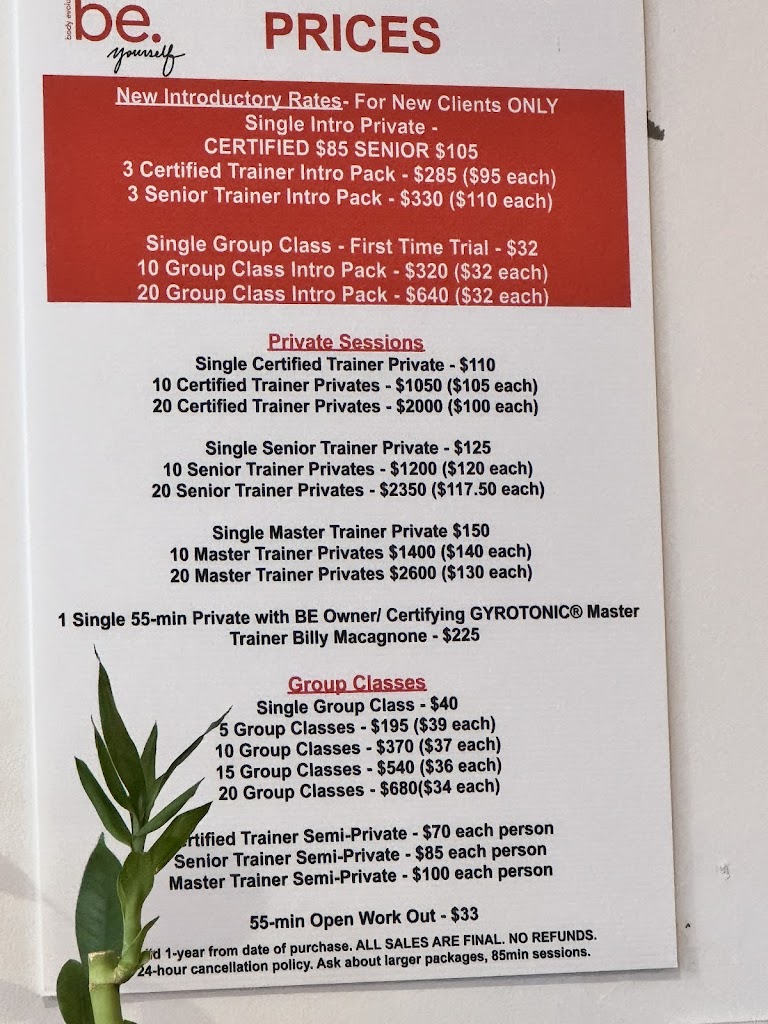 be.
yourself
PRICES
New Introductory Rates- For New Clients ONLY
Single Intro Private -
CERTIFIED $85 SENIOR $105
3 Certified Trainer Intro Pack - $285 ($95 each)
3 Senior Trainer Intro Pack - $330 ($110 each)
Single Group Class - First Time Trial - $32
10 Group Class Intro Pack - $320 ($32 each)
20 Group Class Intro Pack - $640 ($32 each)
Private Sessions
Single Certified Trainer Private - $110
10 Certified Trainer Privates - $1050 ($105 each)
20 Certified Trainer Privates - $2000 ($100 each)
Single Senior Trainer Private - $125
10 Senior Trainer Privates - $1200 ($120 each)
20 Senior Trainer Privates - $2350 ($117.50 each)
Single Master Trainer Private $150
10 Master Trainer Privates $1400 ($140 each)
20 Master Trainer Privates $2600 ($130 each)
1 Single 55-min Private with BE Owner/ Certifying GYROTONIC® Master
Trainer Billy Macagnone - $225
Group Classes
Single Group Class - $40
5 Group Classes - $195 ($39 each)
10 Group Classes - $370 ($37 each)
15 Group Classes - $540 ($36 each)
20 Group Classes - $680($34 each)
rtified Trainer Semi-Private - $70 each person
Senior Trainer Semi-Private - $85 each person
Master Trainer Semi-Private - $100 each person
55-min Open Work Out - $33
1-year from date of purchase. ALL SALES ARE FINAL. NO REFUNDS.
24-hour cancellation policy. Ask about larger packages, 85min sessions.